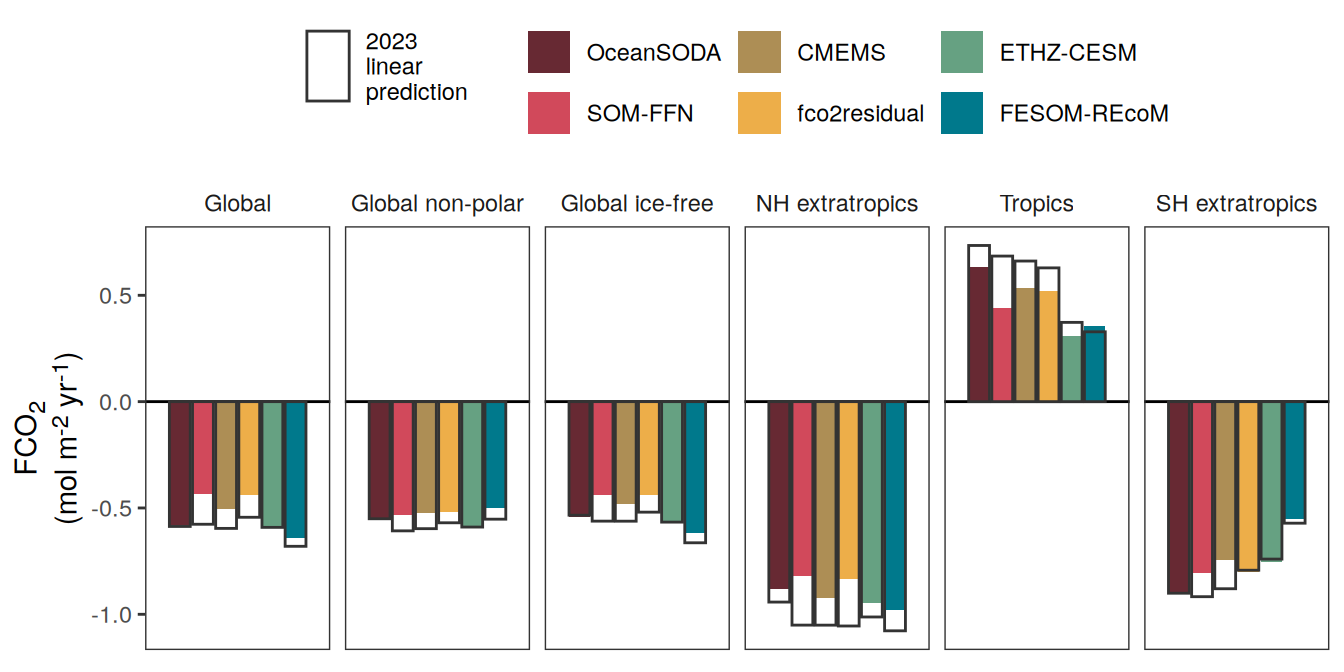 2023
linear
prediction
OceanSODA
CMEMS
ETHZ-CESM
SOM-FFN
fco2residual
FESOM-REcoM
Global
Global non-polar
Global ice-free
NH extratropics
Tropics
SH extratropics
FCO₂
(mol m⁻² yr⁻¹)
0.5
0.0
-0.5
-1.0